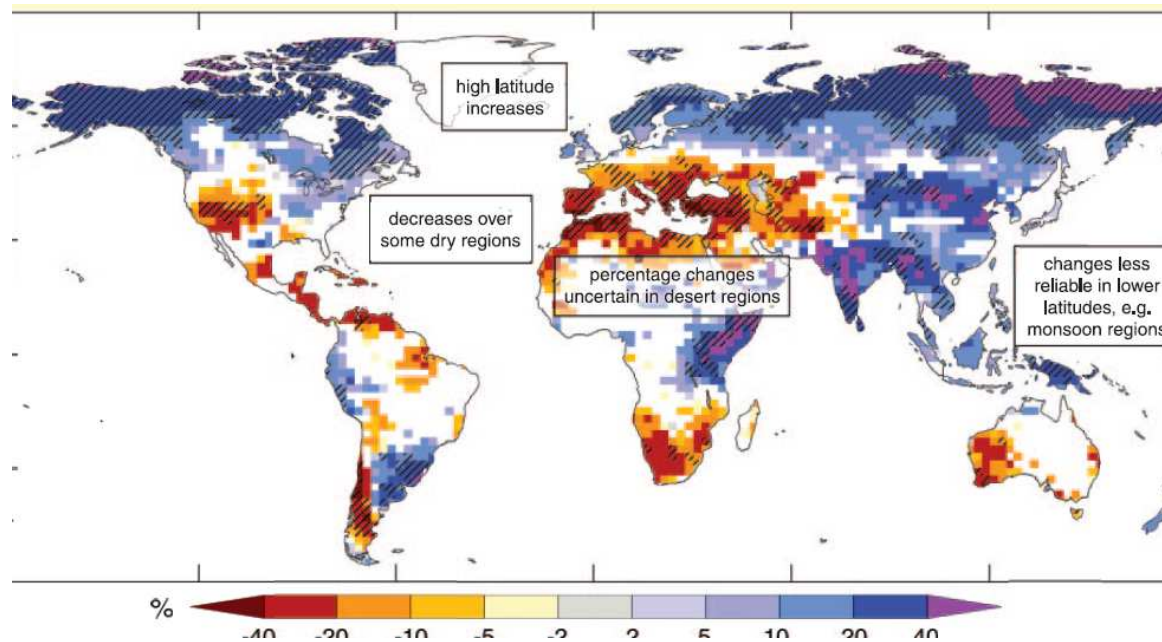 high latitude
increases
decreases over
some dry regions
percentage changes
uncertain in desert regions
changes less
reliable in lower
latitudes, e.g.
monsoon regions
% -40 -20 -10 -5 -2 2 5 10 20 40